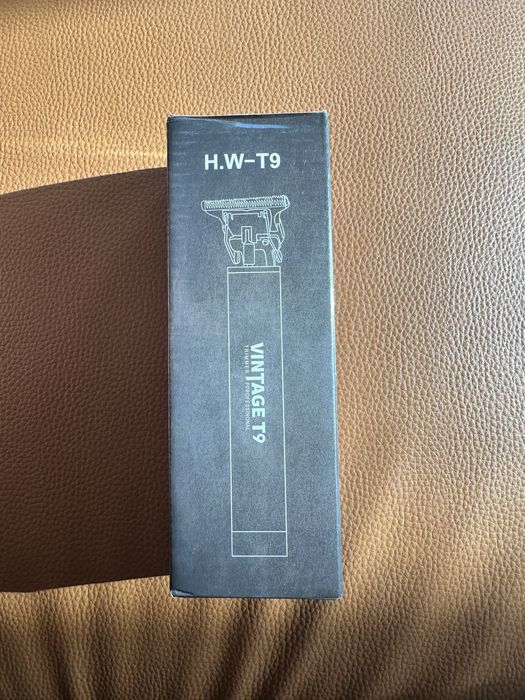 H.W-T9
VINTAGE T9
TRIMMER PROFESSIONAL